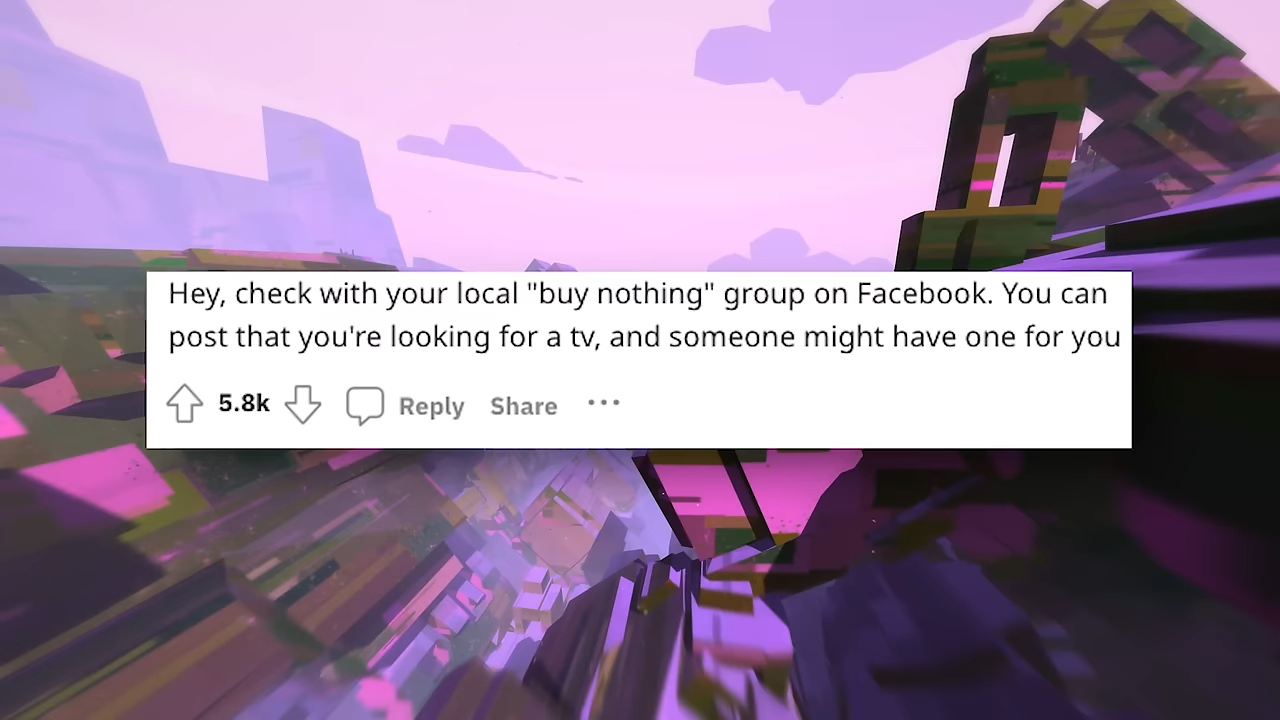 Hey, check with your local "buy nothing" group on Facebook. You can
post that you're looking for a tv, and someone might have one for you
5.8k Reply Share ···